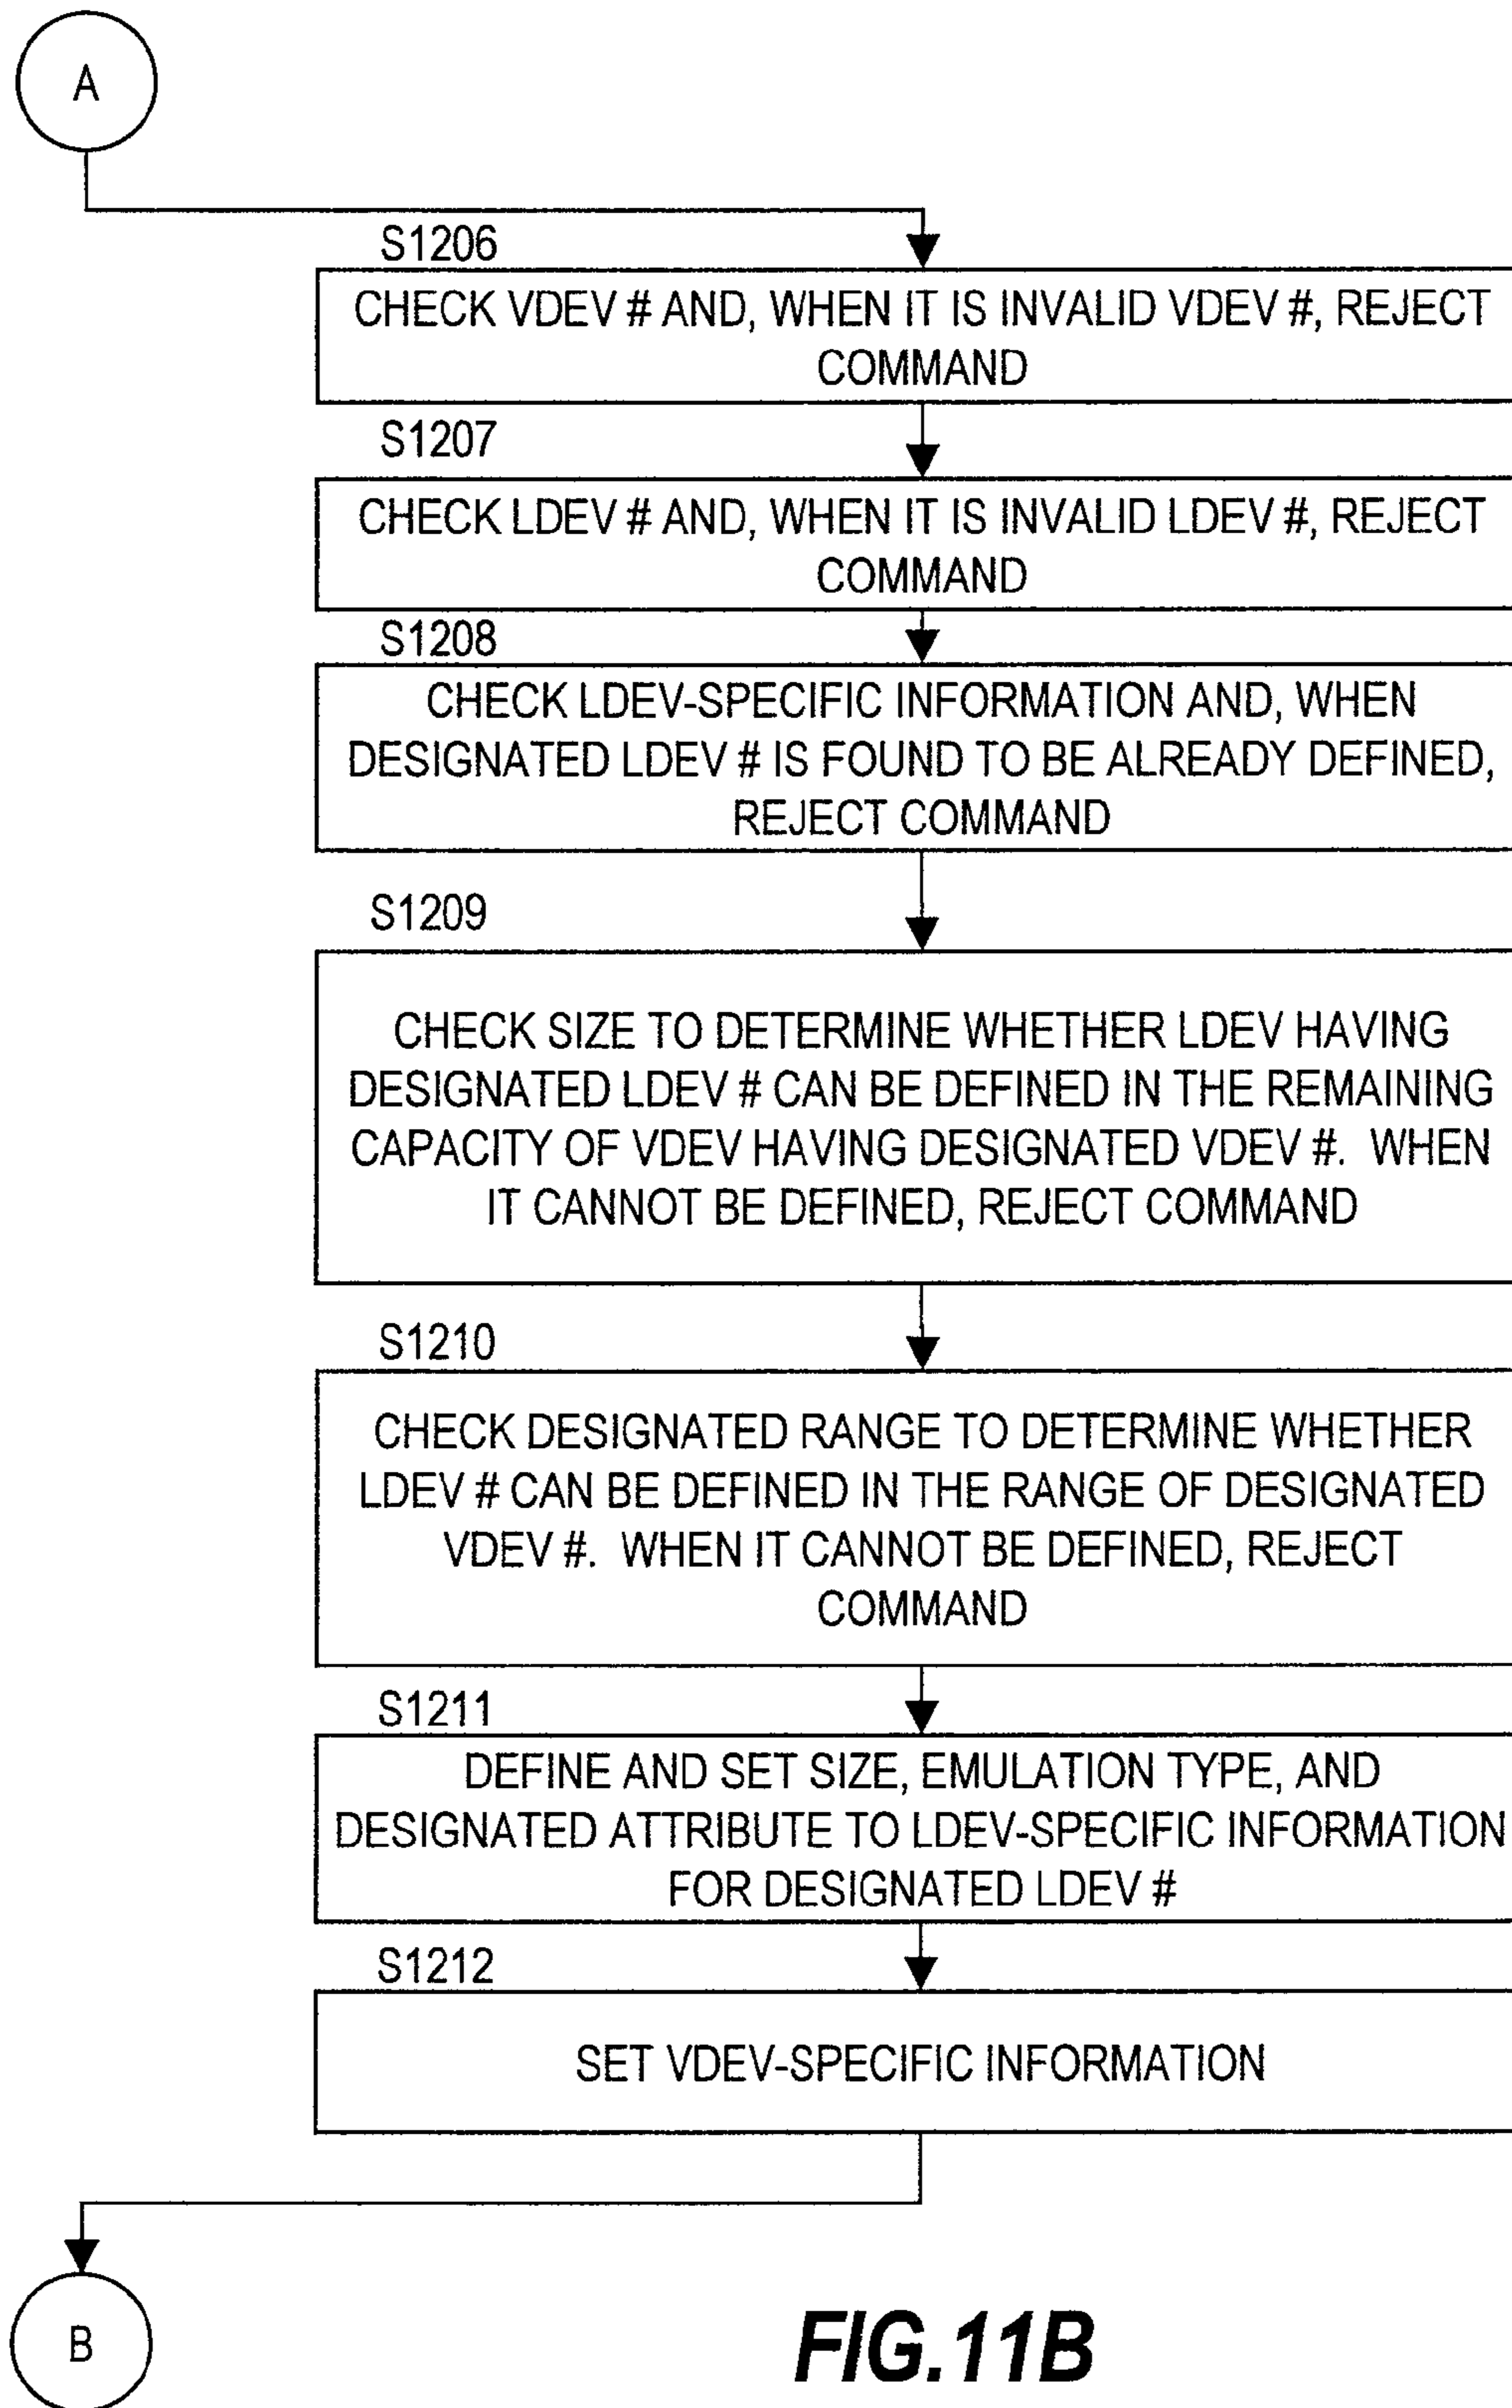 A
S1206
CHECK VDEV # AND, WHEN IT IS INVALID VDEV #, REJECT
COMMAND
S1207
CHECK LDEV # AND, WHEN IT IS INVALID LDEV #, REJECT
COMMAND
S1208
CHECK LDEV-SPECIFIC INFORMATION AND, WHEN
DESIGNATED LDEV # IS FOUND TO BE ALREADY DEFINED,
REJECT COMMAND
S1209
CHECK SIZE TO DETERMINE WHETHER LDEV HAVING
DESIGNATED LDEV # CAN BE DEFINED IN THE REMAINING
CAPACITY OF VDEV HAVING DESIGNATED VDEV #. WHEN
IT CANNOT BE DEFINED, REJECT COMMAND
S1210
CHECK DESIGNATED RANGE TO DETERMINE WHETHER
LDEV # CAN BE DEFINED IN THE RANGE OF DESIGNATED
VDEV #. WHEN IT CANNOT BE DEFINED, REJECT
COMMAND
S1211
DEFINE AND SET SIZE, EMULATION TYPE, AND
DESIGNATED ATTRIBUTE TO LDEV-SPECIFIC INFORMATION
FOR DESIGNATED LDEV #
S1212
SET VDEV-SPECIFIC INFORMATION
B
FIG.11B